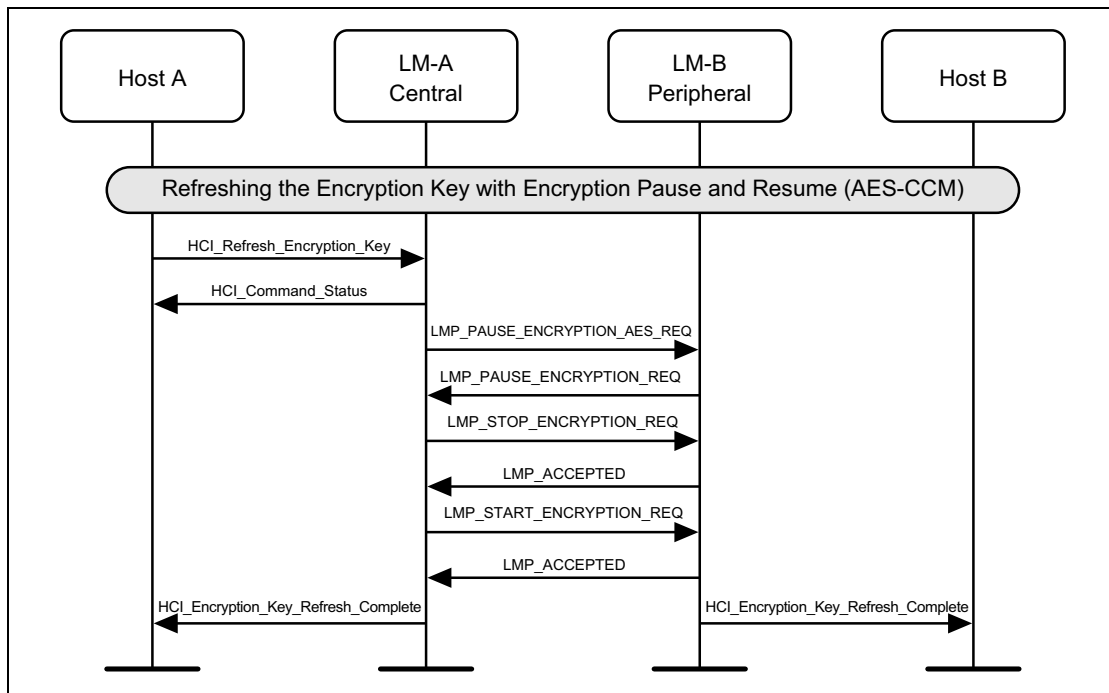 Host A
LM-A
Central
LM-B
Peripheral
Host B
Refreshing the Encryption Key with Encryption Pause and Resume (AES-CCM)
HCI_Refresh_Encryption_Key
HCI_Command_Status
LMP_PAUSE_ENCRYPTION_AES_REQ
LMP_PAUSE_ENCRYPTION_REQ
LMP_STOP_ENCRYPTION_REQ
LMP_ACCEPTED
LMP_START_ENCRYPTION_REQ
LMP_ACCEPTED
HCI_Encryption_Key_Refresh_Complete
HCI_Encryption_Key_Refresh_Complete